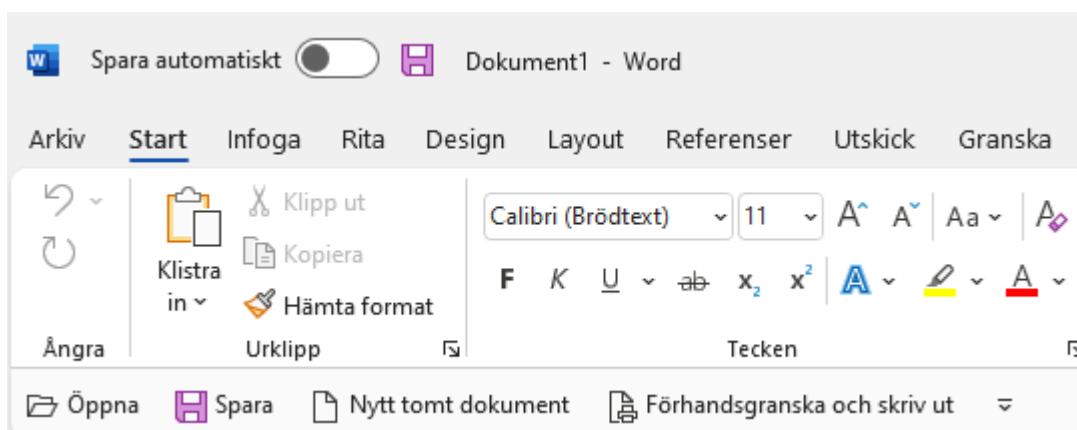 W Spara automatiskt Dokument1 - Word
Arkiv Start Infoga Rita Design Layout Referenser Utskick Granska
Klistra in
Klipp ut
Kopiera
Hämta format
Calibri (Brödtext) 11 A A Aa A
F K U ab x₂ x² A A
Ångra Urklipp Tecken
Öppna Spara Nytt tomt dokument Förhandsgranska och skriv ut